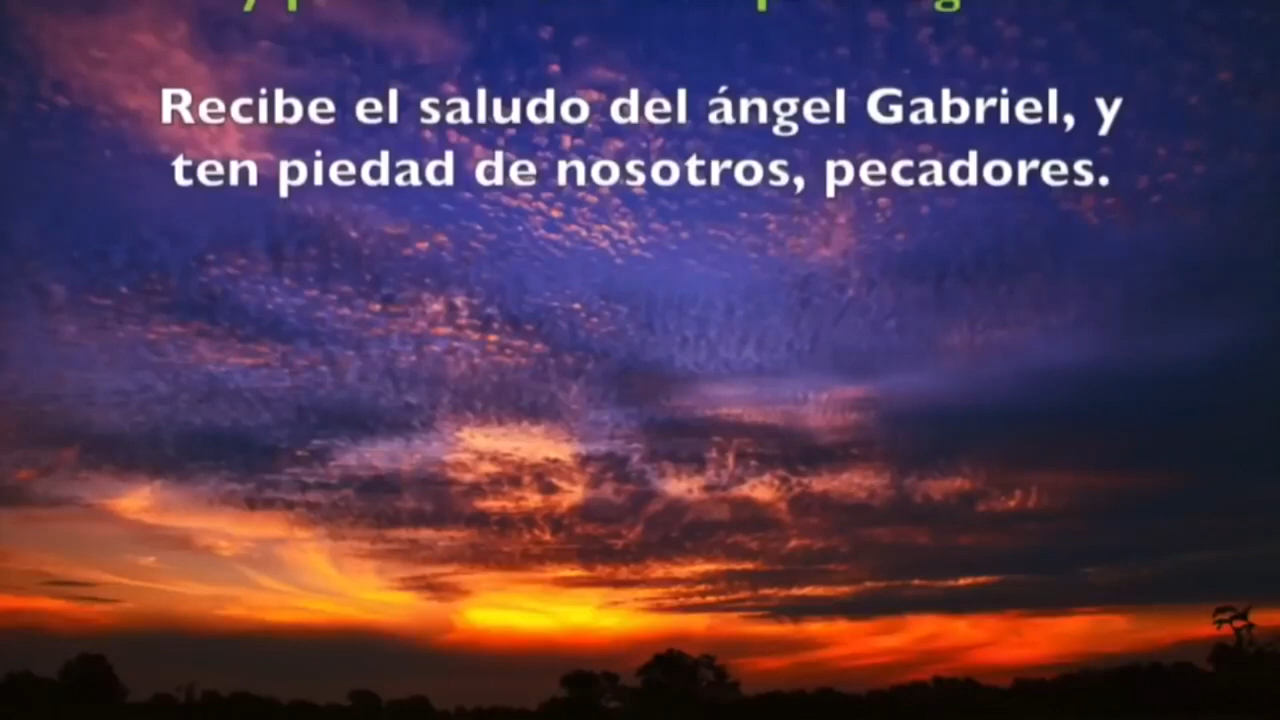 Recibe el saludo del ángel Gabriel, y
ten piedad de nosotros, pecadores.